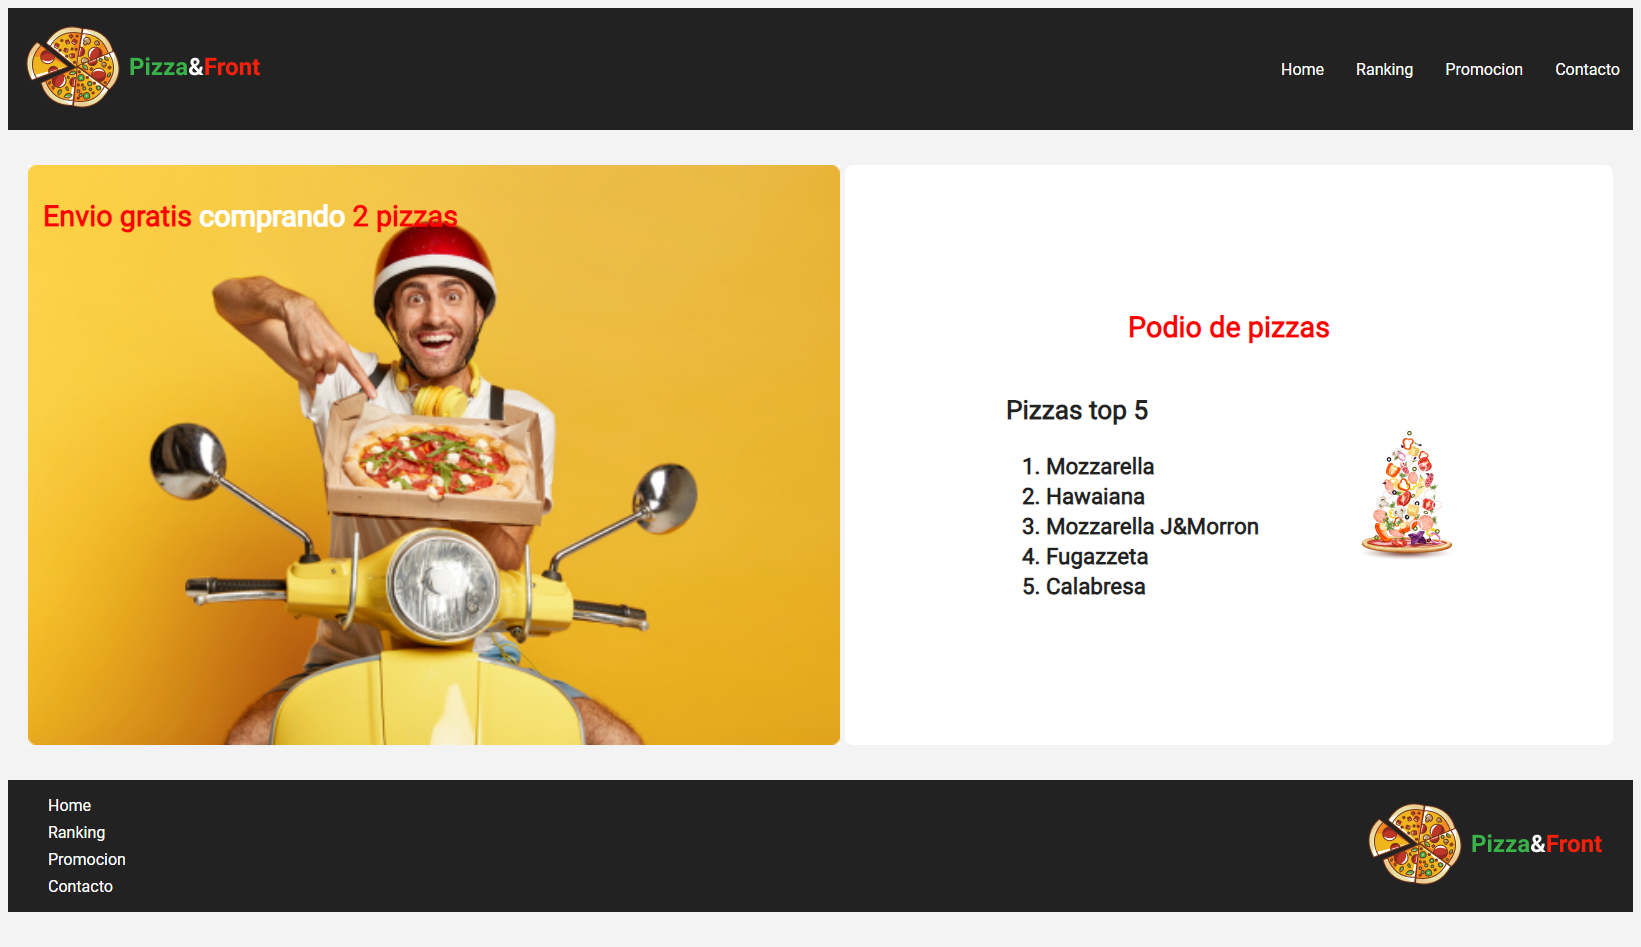 Pizza&Front
Home Ranking Promocion Contacto
Envio gratis comprando 2 pizzas
Podio de pizzas
Pizzas top 5
1. Mozzarella
2. Hawaiana
3. Mozzarella J&Morron
4. Fugazzeta
5. Calabresa
Home
Ranking
Promocion
Contacto
Pizza&Front